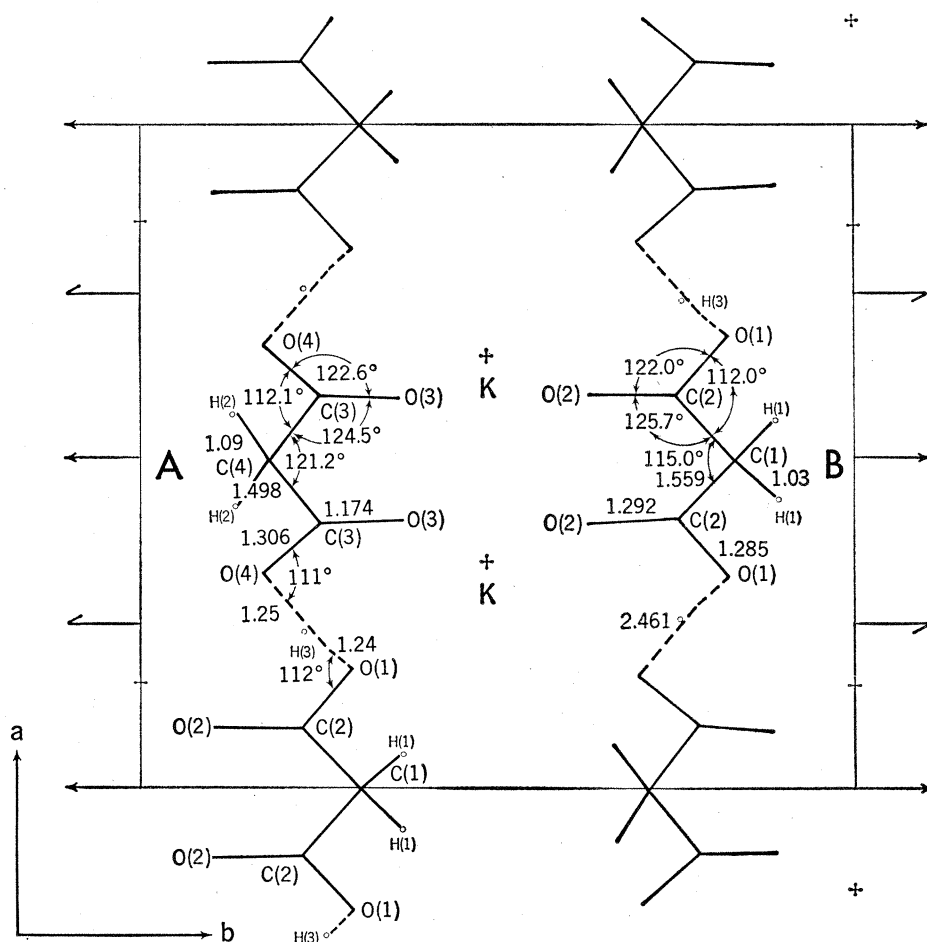 H(3)
O(1)
O(4)
122.6°
112.1°
O(3)
C(3)
124.5°
H(2)
1.09
A
C(4)
121.2°
1.498
H(2)
1.174
O(3)
C(3)
1.306
O(4)
111°
1.25
H(3)
1.24
112°
O(1)
O(2)
C(2)
H(1)
C(1)
H(1)
O(2)
C(2)
O(1)
H(3)
K
K
122.0°
112.0°
O(2)
C(2)
125.7°
H(1)
115.0°
C(1)
B
1.559
1.03
H(1)
1.292
O(2)
C(2)
1.285
O(1)
2.461
a
b